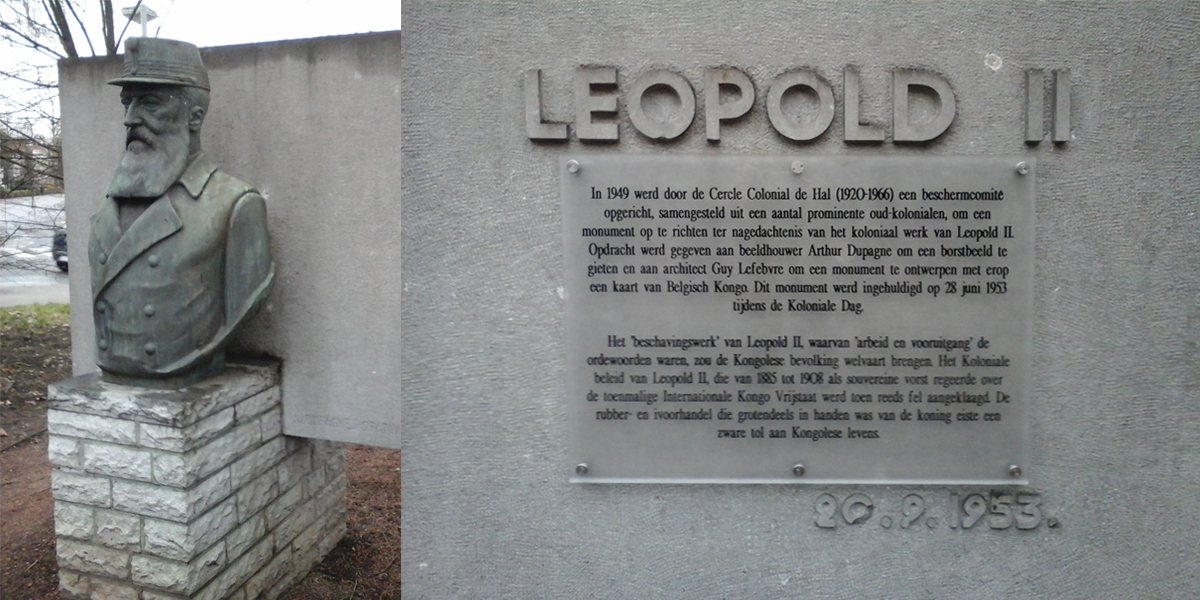 LEOPOLD II
In 1949 werd door de Cercle Colonial de Hal (1920-1966) een beschermcomité
opgericht, samengesteld uit een aantal prominente oud-kolonialen, om een
monument op te richten ter nagedachtenis van het koloniaal werk van Leopold II.
Opdracht werd gegeven aan beeldhouwer Arthur Dupagne om een borstbeeld te
gieten en aan architect Guy Lefebvre om een monument te ontwerpen met erop
een kaart van Belgisch Kongo. Dit monument werd ingehuldigd op 28 juni 1953
tijdens de Koloniale Dag.
Het 'beschavingswerk' van Leopold II, waarvan 'arbeid en vooruitgang' de
ordewoorden waren, zou de Kongolese bevolking welvaart brengen. Het Koloniale
beleid van Leopold II, die van 1885 tot 1908 als souvereine vorst regeerde over
de toenmalige Internationale Kongo Vrijstaat werd toen reeds fel aangeklaagd. De
rubber- en ivoorhandel die grotendeels in handen was van de koning eiste een
zware tol aan Kongolese levens.
20.9.1953.